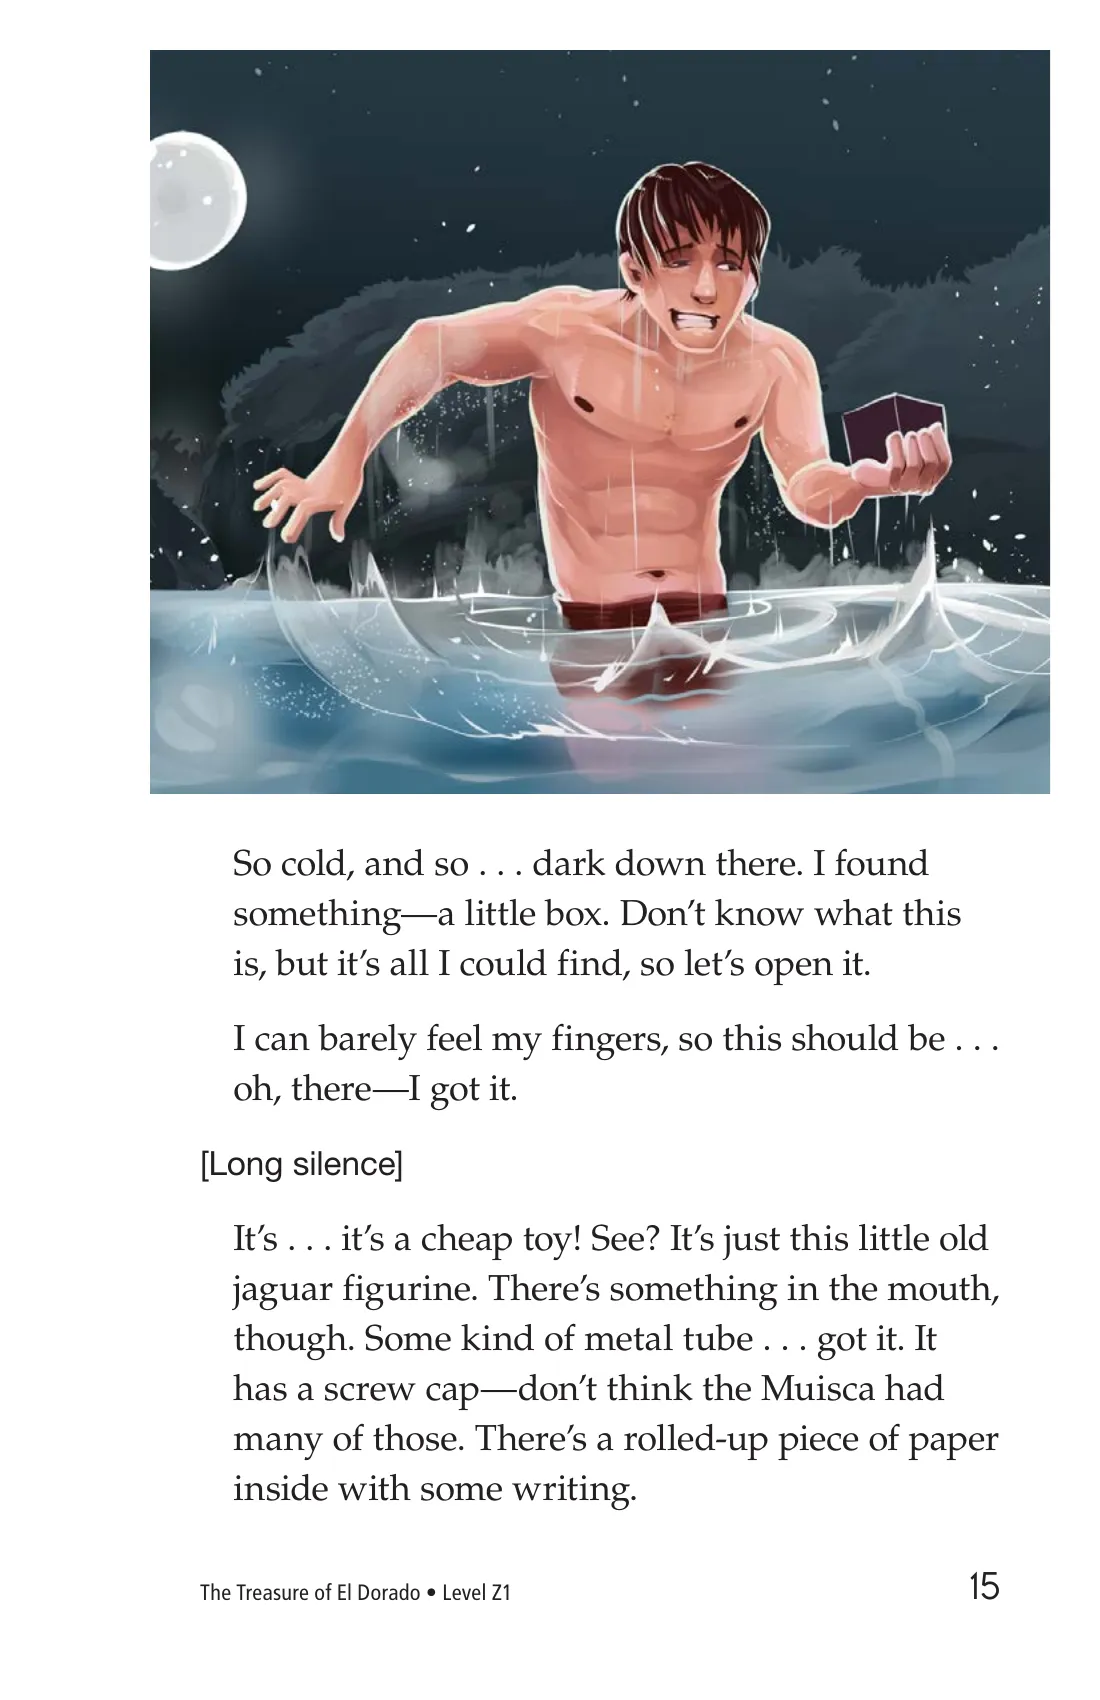 So cold, and so . . . dark down there. I found
something—a little box. Don’t know what this
is, but it’s all I could find, so let’s open it.
I can barely feel my fingers, so this should be . . .
oh, there—I got it.
[Long silence]
It’s . . . it’s a cheap toy! See? It’s just this little old
jaguar figurine. There’s something in the mouth,
though. Some kind of metal tube . . . got it. It
has a screw cap—don’t think the Muisca had
many of those. There’s a rolled-up piece of paper
inside with some writing.
The Treasure of El Dorado • Level Z1
15